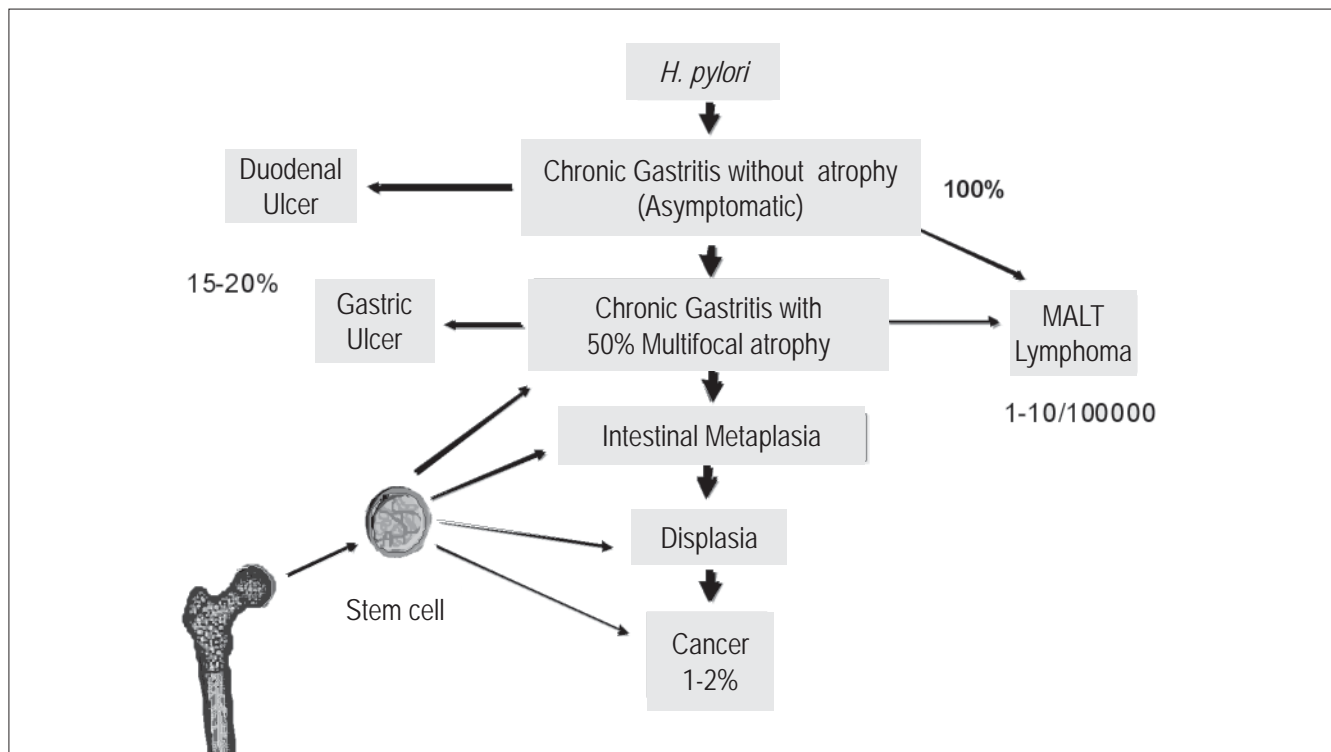 H. pylori
Duodenal
Ulcer
Chronic Gastritis without atrophy
(Asymptomatic)
100%
15-20%
Gastric
Ulcer
Chronic Gastritis with
50% Multifocal atrophy
MALT
Lymphoma
1-10/100000
Intestinal Metaplasia
Displasia
Stem cell
Cancer
1-2%